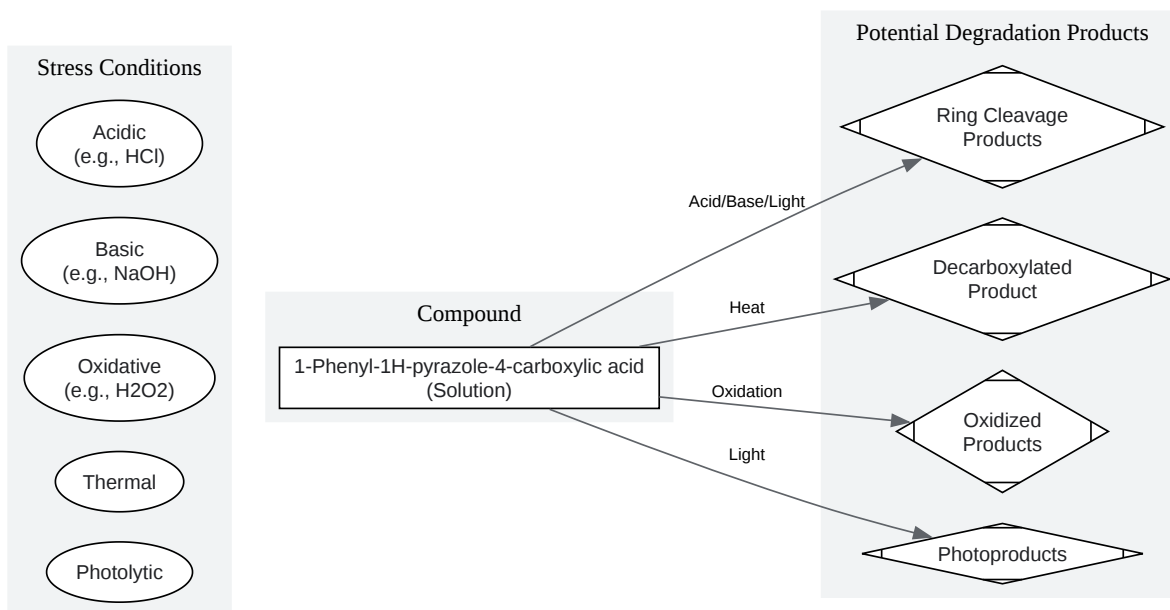 Stress Conditions
Acidic
(e.g., HCl)
Basic
(e.g., NaOH)
Oxidative
(e.g., H2O2)
Thermal
Photolytic
Compound
1-Phenyl-1H-pyrazole-4-carboxylic acid
(Solution)
Acid/Base/Light
Heat
Oxidation
Light
Potential Degradation Products
Ring Cleavage
Products
Decarboxylated
Product
Oxidized
Products
Photoproducts